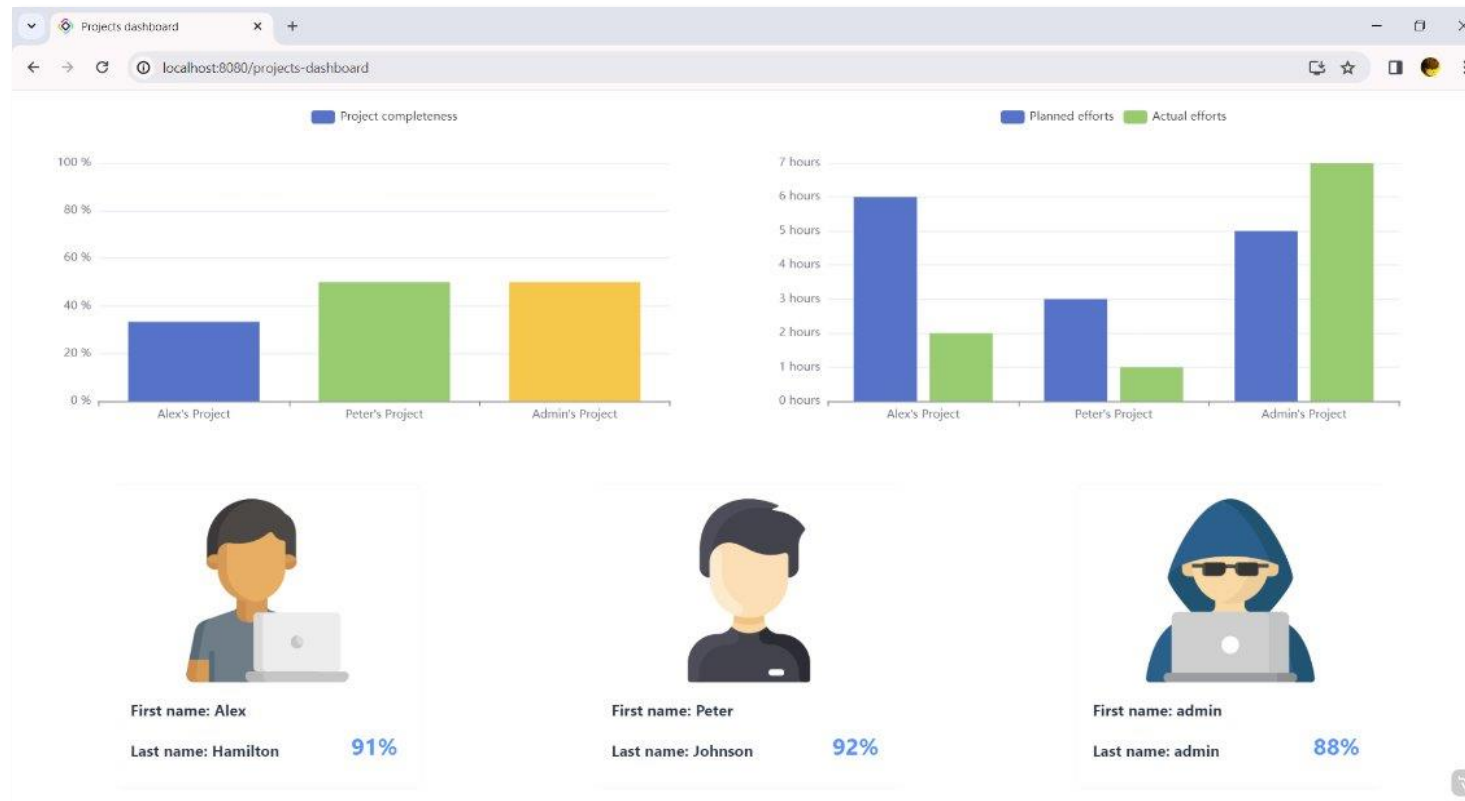 Projects dashboard
localhost:8080/projects-dashboard
Project completeness
100 %
80 %
60 %
40 %
20 %
0 %
Alex's Project Peter's Project Admin's Project
Planned efforts Actual efforts
7 hours
6 hours
5 hours
4 hours
3 hours
2 hours
1 hours
0 hours
Alex's Project Peter's Project Admin's Project
First name: Alex
Last name: Hamilton 91%
First name: Peter
Last name: Johnson 92%
First name: admin
Last name: admin 88%